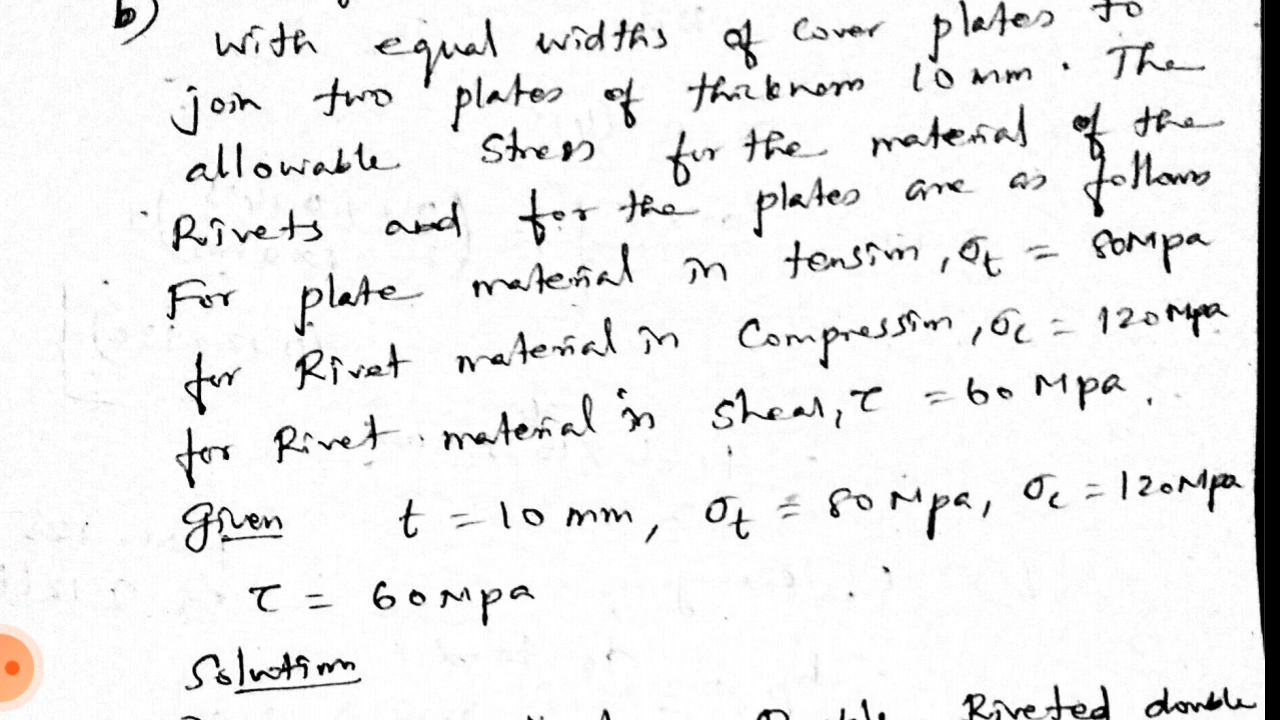 b)
with equal widths of cover plates to
join two plates of thickness 10 mm. The
allowable stress for the material of the
Rivets and for the plates are as follows
For plate material in tension, σt = 80Mpa
for Rivet material in Compression, σc = 120Mpa
for Rivet material in shear, τ = 60 Mpa.
Given t = 10 mm, σt = 80 Mpa, σc = 120Mpa
τ = 60Mpa
Solution
Riveted double